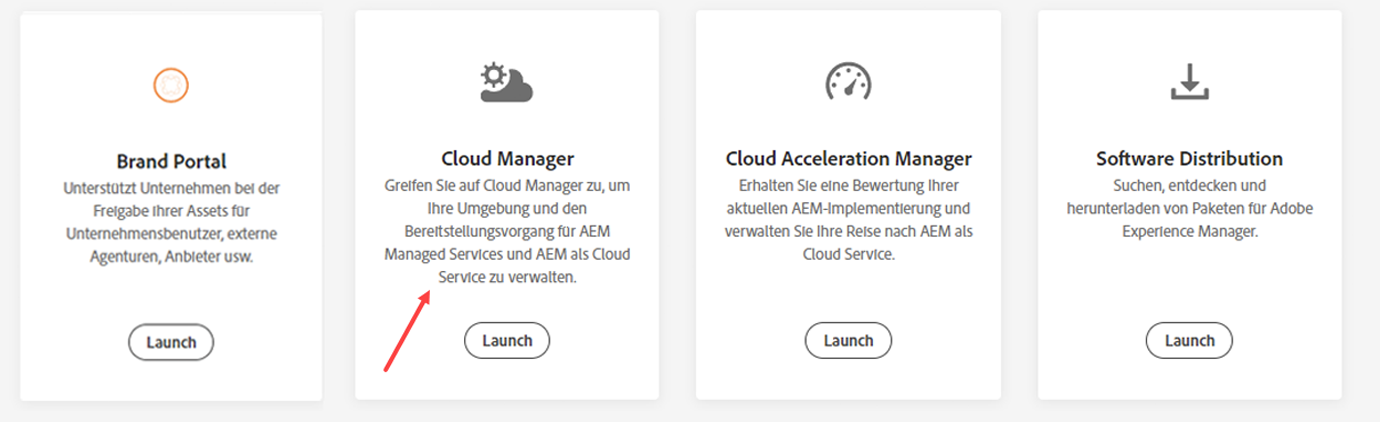 Brand Portal
Unterstützt Unternehmen bei der
Freigabe ihrer Assets für
Unternehmensbenutzer, externe
Agenturen, Anbieter usw.
Launch
Cloud Manager
Greifen Sie auf Cloud Manager zu, um
Ihre Umgebung und den
Bereitstellungsvorgang für AEM
Managed Services und AEM als Cloud
Service zu verwalten.
Launch
Cloud Acceleration Manager
Erhalten Sie eine Bewertung Ihrer
aktuellen AEM-Implementierung und
verwalten Sie Ihre Reise nach AEM als
Cloud Service.
Launch
Software Distribution
Suchen, entdecken und
herunterladen von Paketen für Adobe
Experience Manager.
Launch